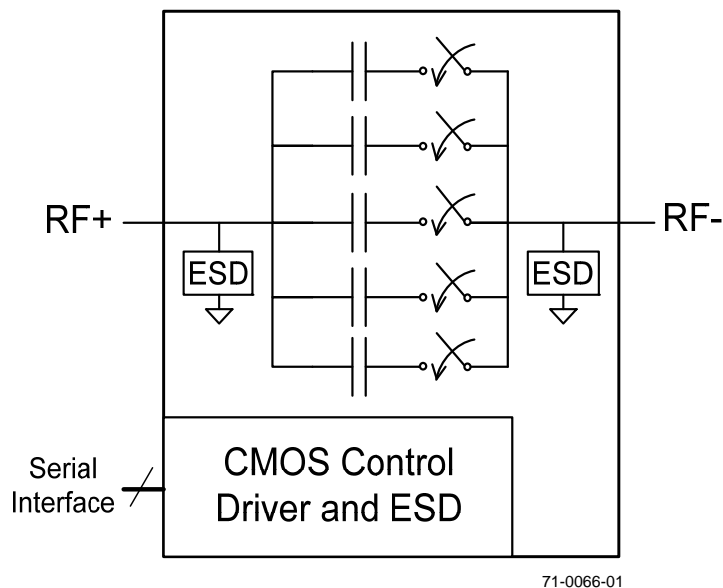 RF+
RF-
ESD
ESD
Serial
Interface
CMOS Control
Driver and ESD
71-0066-01